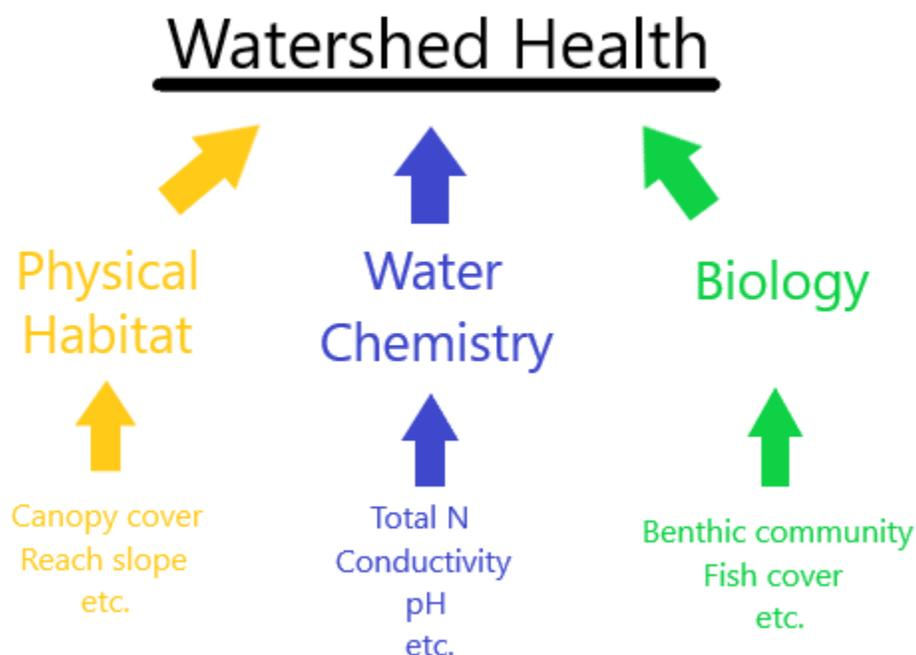 Watershed Health
Physical
Habitat
Water
Chemistry
Biology
Canopy cover
Reach slope
etc.
Total N
Conductivity
pH
etc.
Benthic community
Fish cover
etc.